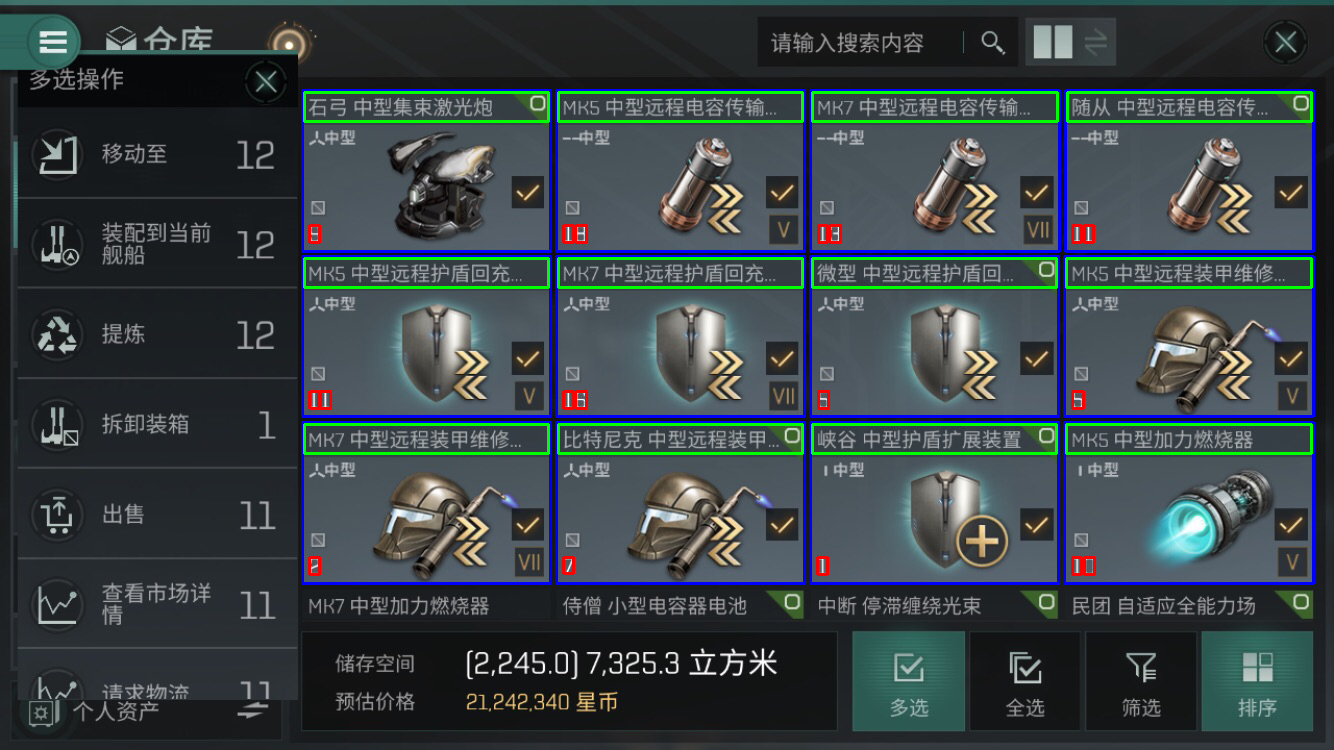 仓库
请输入搜索内容
多选操作
移动至 12
装配到当前舰船 12
提炼 12
拆卸装箱 1
出售 11
查看市场详情 11
请求物流 11
个人资产
石弓 中型集束激光炮
中型
MK5 中型远程电容传输...
中型
V
18
MK7 中型远程电容传输...
中型
VII
13
随从 中型远程电容传...
中型
11
MK5 中型远程护盾回充...
中型
V
11
MK7 中型远程护盾回充...
中型
VII
16
微型 中型远程护盾回...
中型
MK5 中型远程装甲维修...
中型
V
MK7 中型远程装甲维修...
中型
VII
2
比特尼克 中型远程装甲...
中型
7
峡谷 中型护盾扩展装置
中型
1
MK5 中型加力燃烧器
中型
V
10
MK7 中型加力燃烧器
侍僧 小型电容器电池
中断 停滞缠绕光束
民团 自适应全能力场
储存空间 (2,245.0) 7,325.3 立方米
预估价格 21,242,340 星币
多选
全选
筛选
排序